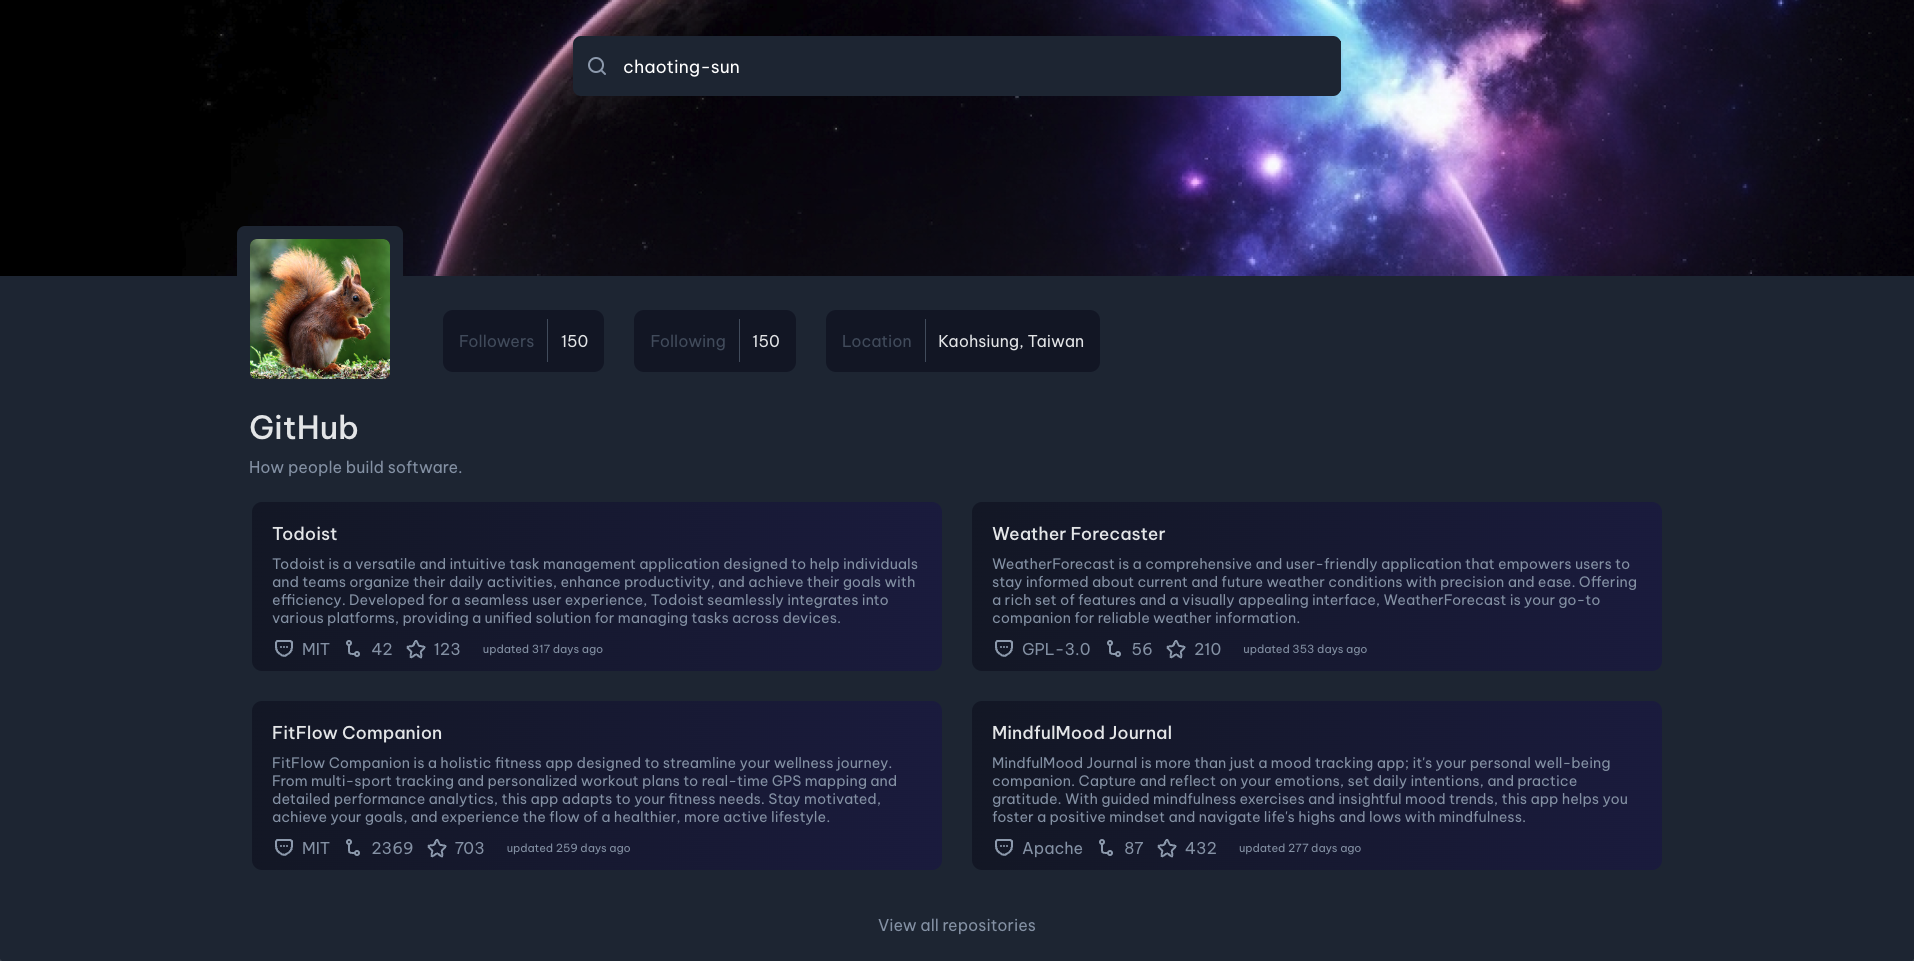 chaoting-sun
Followers 150 Following 150 Location Kaohsiung, Taiwan
GitHub
How people build software.
Todoist
Todoist is a versatile and intuitive task management application designed to help individuals
and teams organize their daily activities, enhance productivity, and achieve their goals with
efficiency. Developed for a seamless user experience, Todoist seamlessly integrates into
various platforms, providing a unified solution for managing tasks across devices.
MIT 42 123 updated 317 days ago
Weather Forecaster
WeatherForecast is a comprehensive and user-friendly application that empowers users to
stay informed about current and future weather conditions with precision and ease. Offering
a rich set of features and a visually appealing interface, WeatherForecast is your go-to
companion for reliable weather information.
GPL-3.0 56 210 updated 353 days ago
FitFlow Companion
FitFlow Companion is a holistic fitness app designed to streamline your wellness journey.
From multi-sport tracking and personalized workout plans to real-time GPS mapping and
detailed performance analytics, this app adapts to your fitness needs. Stay motivated,
achieve your goals, and experience the flow of a healthier, more active lifestyle.
MIT 2369 703 updated 259 days ago
MindfulMood Journal
MindfulMood Journal is more than just a mood tracking app; it's your personal well-being
companion. Capture and reflect on your emotions, set daily intentions, and practice
gratitude. With guided mindfulness exercises and insightful mood trends, this app helps you
foster a positive mindset and navigate life's highs and lows with mindfulness.
Apache 87 432 updated 277 days ago
View all repositories